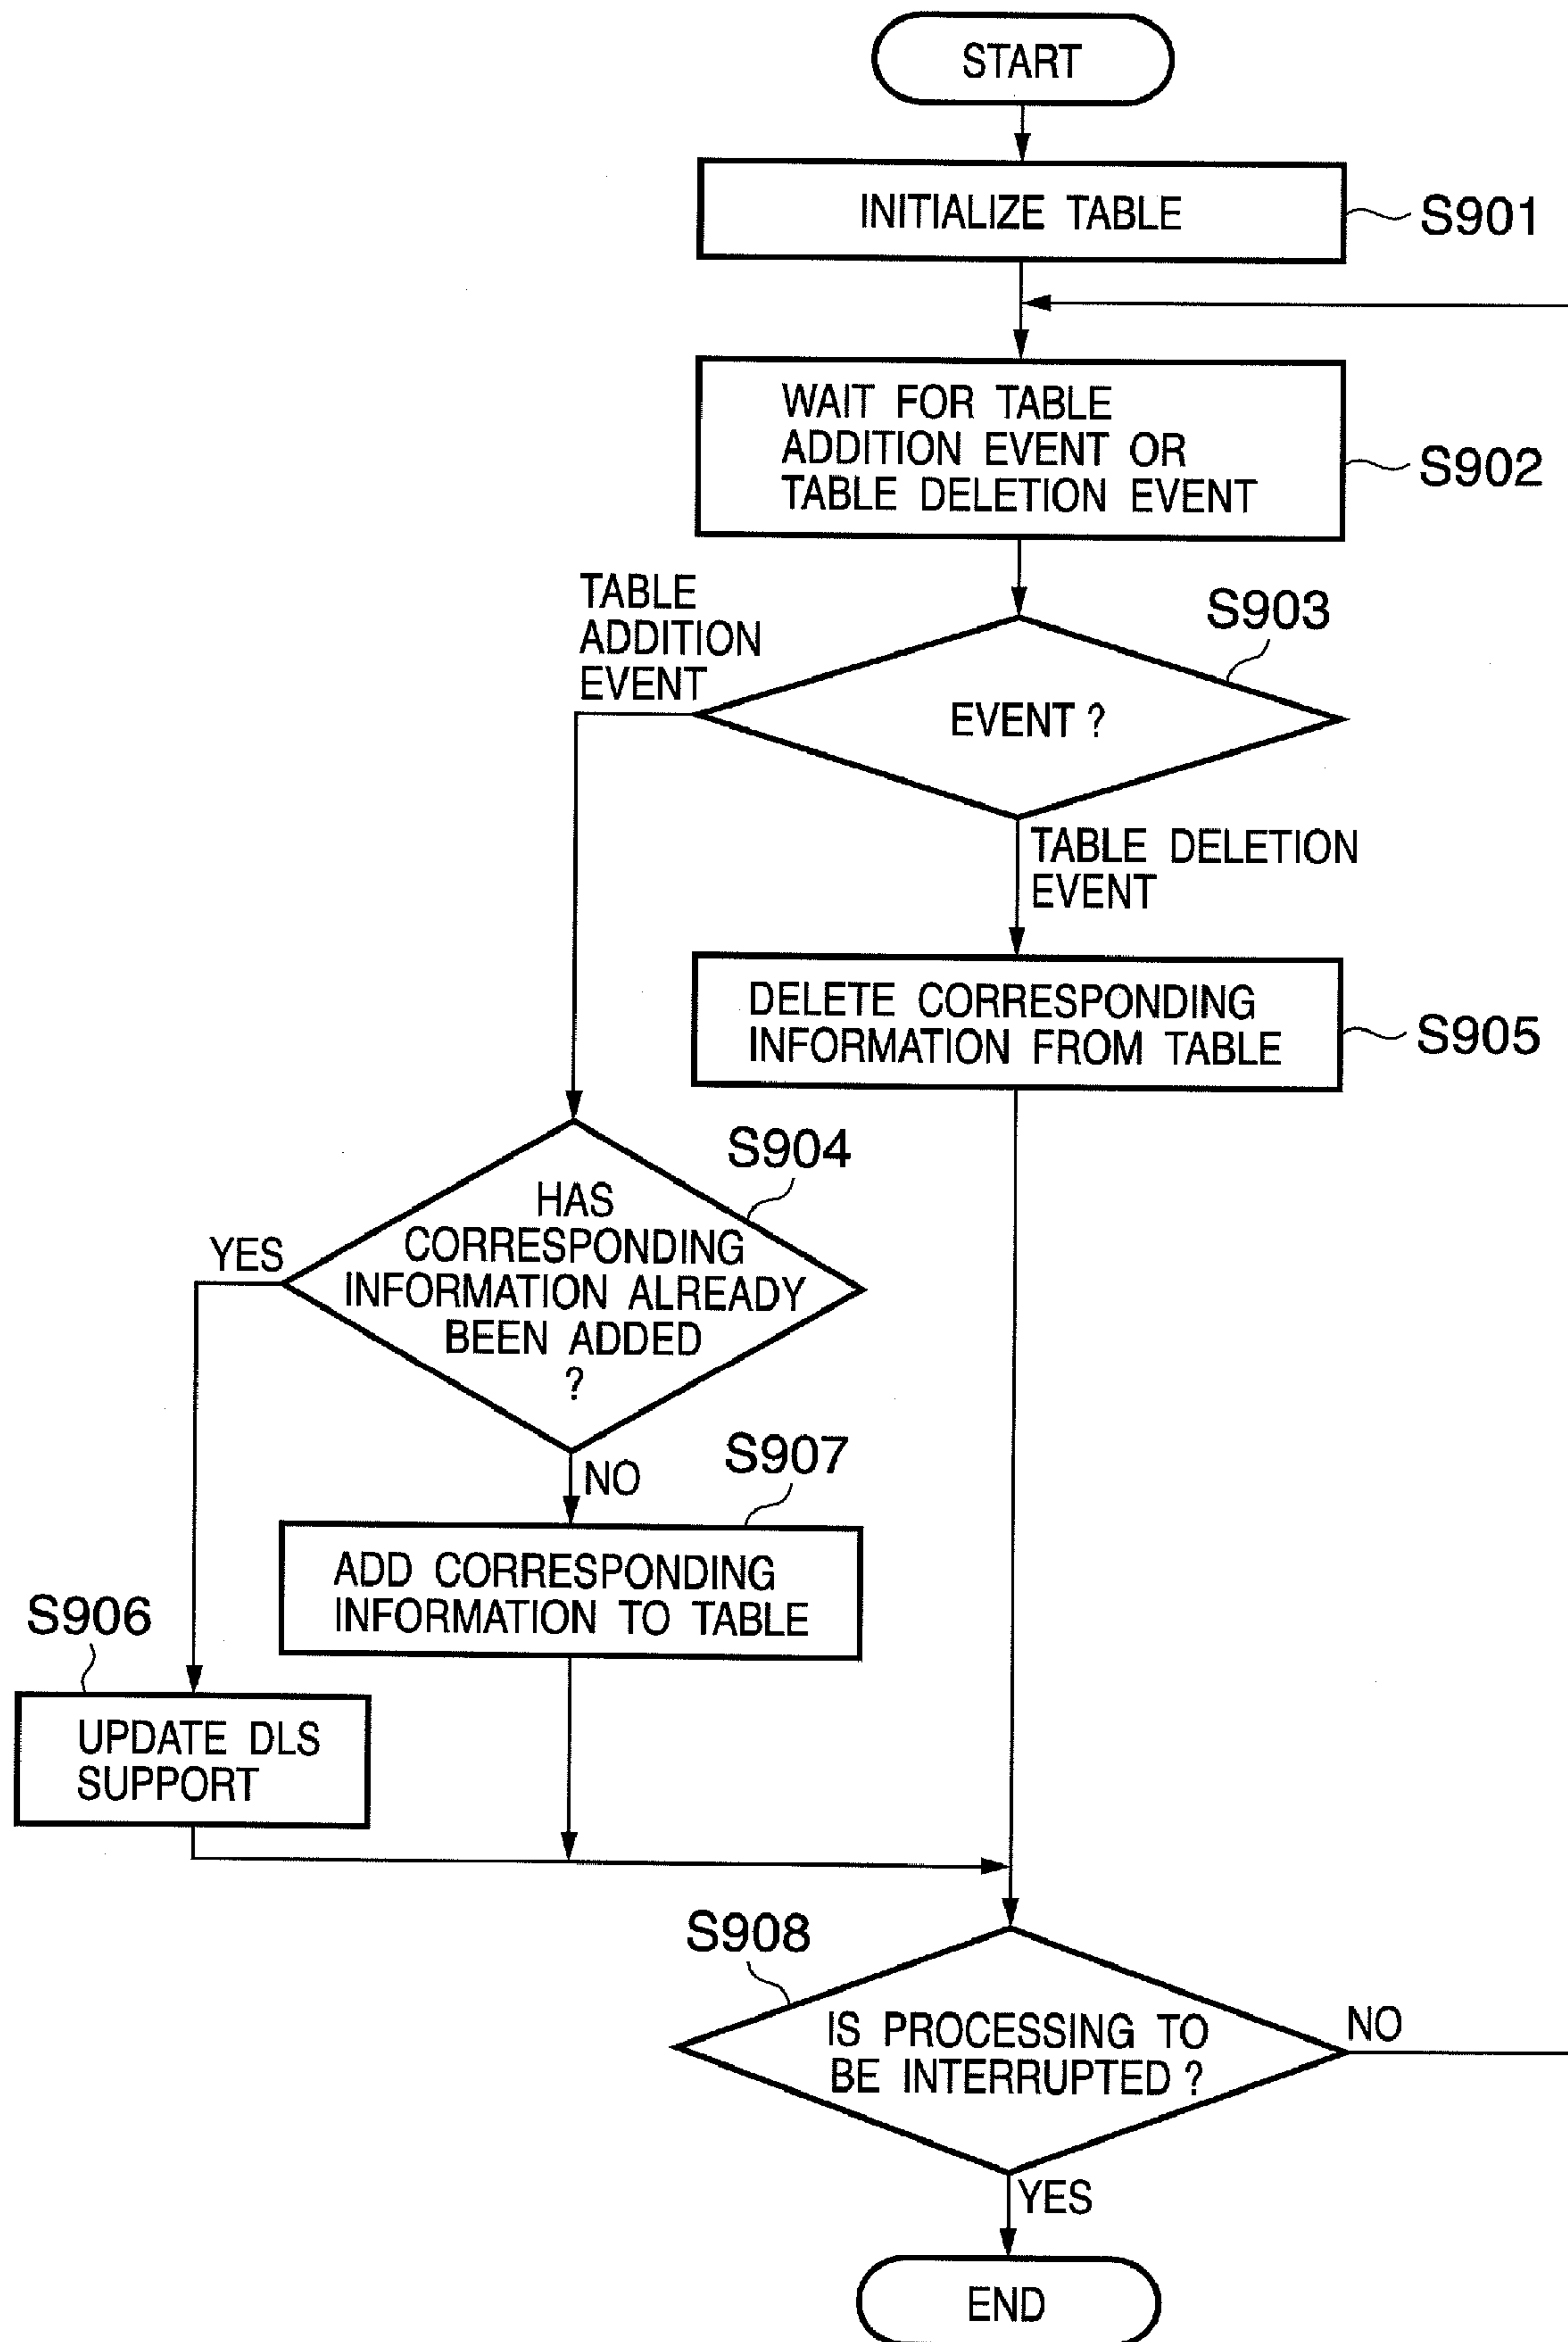 START
INITIALIZE TABLE
S901
WAIT FOR TABLE
ADDITION EVENT OR
TABLE DELETION EVENT
S902
TABLE
ADDITION
EVENT
S903
EVENT ?
TABLE DELETION
EVENT
DELETE CORRESPONDING
INFORMATION FROM TABLE
S905
S904
HAS
CORRESPONDING
INFORMATION ALREADY
BEEN ADDED
?
YES
NO
S907
ADD CORRESPONDING
INFORMATION TO TABLE
S906
UPDATE DLS
SUPPORT
S908
IS PROCESSING TO
BE INTERRUPTED ?
NO
YES
END